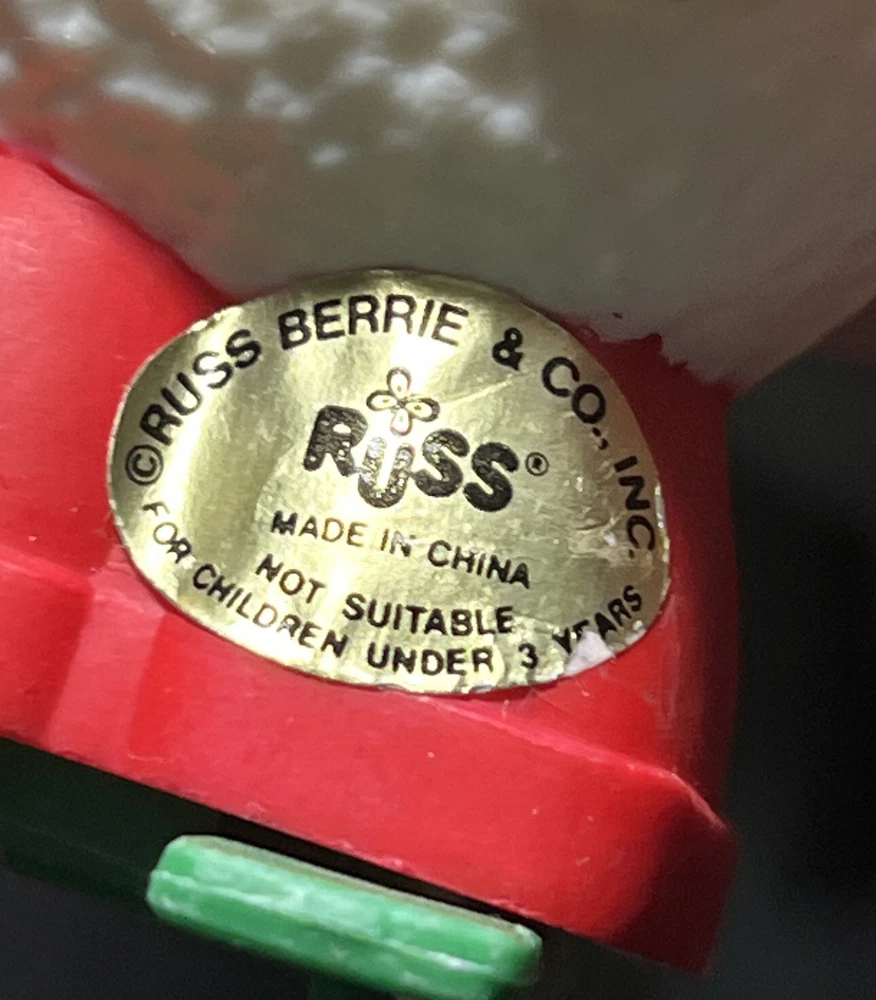 ©RUSS BERRIE & CO., INC.
RUSS®
MADE IN CHINA
NOT SUITABLE
FOR CHILDREN UNDER 3 YEARS